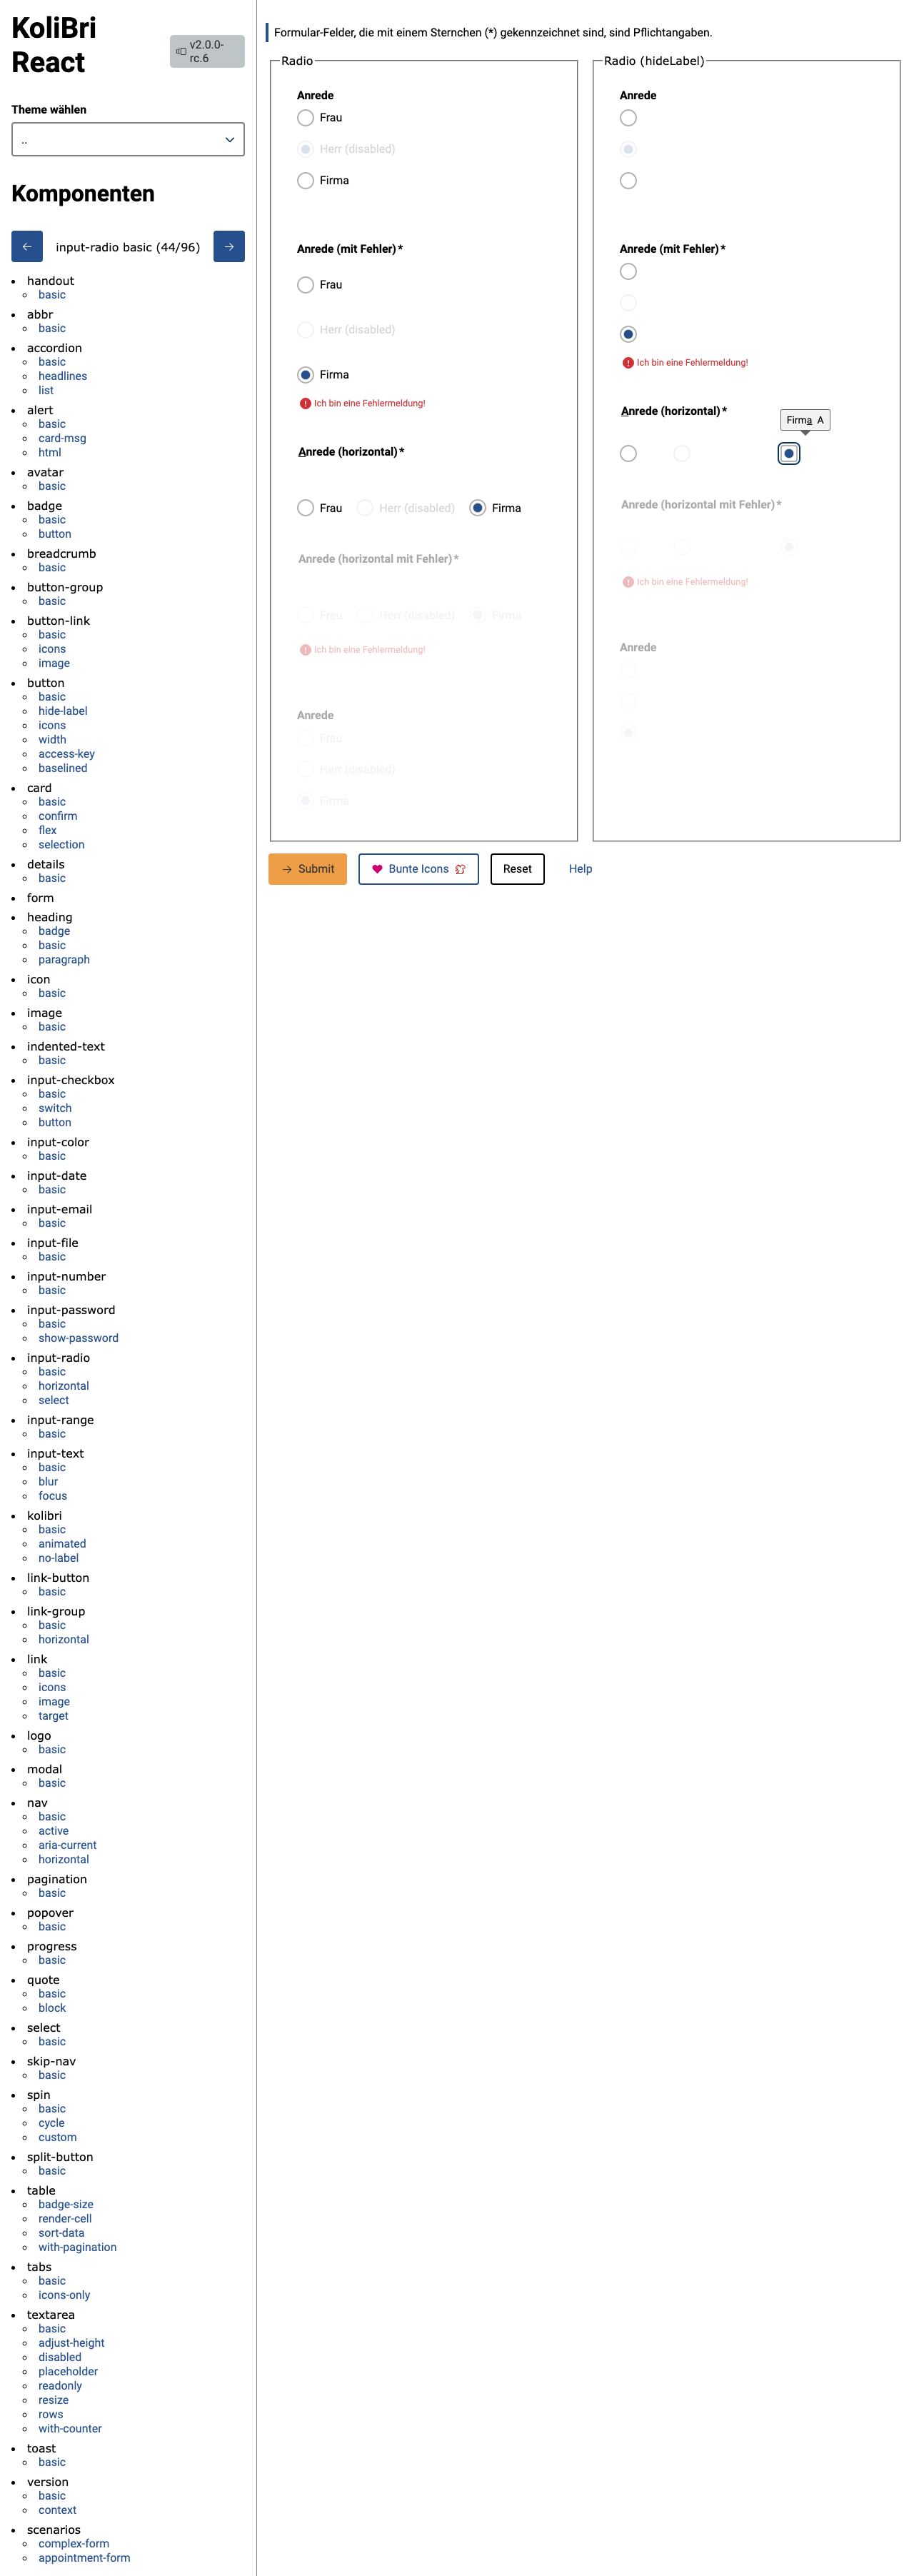 KoliBri
React
v2.0.0-
rc.6
Theme wählen
..
Komponenten
← input-radio basic (44/96) →
handout
basic
abbr
basic
accordion
basic
headlines
list
alert
basic
card-msg
html
avatar
basic
badge
basic
button
breadcrumb
basic
button-group
basic
button-link
basic
icons
image
button
basic
hide-label
icons
width
access-key
baselined
card
basic
confirm
flex
selection
details
basic
form
heading
badge
basic
paragraph
icon
basic
image
basic
indented-text
basic
input-checkbox
basic
switch
button
input-color
basic
input-date
basic
input-email
basic
input-file
basic
input-number
basic
input-password
basic
show-password
input-radio
basic
horizontal
select
input-range
basic
input-text
basic
blur
focus
kolibri
basic
animated
no-label
link-button
basic
link-group
basic
horizontal
link
basic
icons
image
target
logo
basic
modal
basic
nav
basic
active
aria-current
horizontal
pagination
basic
popover
basic
progress
basic
quote
basic
block
select
basic
skip-nav
basic
spin
basic
cycle
custom
split-button
basic
table
badge-size
render-cell
sort-data
with-pagination
tabs
basic
icons-only
textarea
basic
adjust-height
disabled
placeholder
readonly
resize
rows
with-counter
toast
basic
version
basic
context
scenarios
complex-form
appointment-form
Formular-Felder, die mit einem Sternchen (*) gekennzeichnet sind, sind Pflichtangaben.
Radio
Anrede
Frau
Herr (disabled)
Firma
Anrede (mit Fehler)*
Frau
Herr (disabled)
Firma
Ich bin eine Fehlermeldung!
Anrede (horizontal)*
Frau Herr (disabled) Firma
Anrede (horizontal mit Fehler)*
Frau Herr (disabled) Firma
Ich bin eine Fehlermeldung!
Anrede
Frau
Herr (disabled)
Firma
Radio (hideLabel)
Anrede
Anrede (mit Fehler)*
Ich bin eine Fehlermeldung!
Anrede (horizontal)*
Firma A
Anrede (horizontal mit Fehler)*
Ich bin eine Fehlermeldung!
Anrede
→ Submit
Bunte Icons
Reset
Help